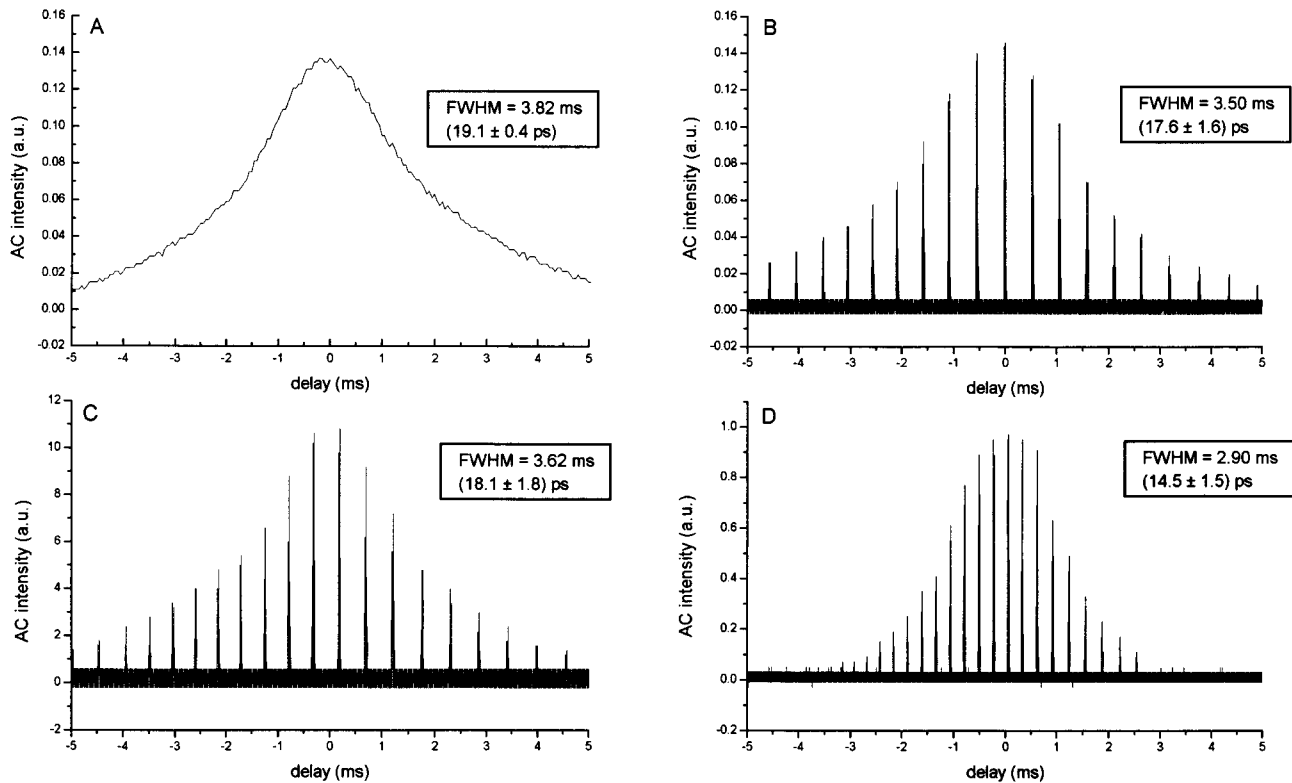 A
0.16
0.14
0.12
0.10
0.08
0.06
0.04
0.02
0.00
-0.02
AC intensity (a.u.)
FWHM = 3.82 ms
(19.1 ± 0.4 ps)
-5 -4 -3 -2 -1 0 1 2 3 4 5
delay (ms)
B
0.16
0.14
0.12
0.10
0.08
0.06
0.04
0.02
0.00
-0.02
AC intensity (a.u.)
FWHM = 3.50 ms
(17.6 ± 1.6) ps
-5 -4 -3 -2 -1 0 1 2 3 4 5
delay (ms)
C
12
10
8
6
4
2
0
-2
AC intensity (a.u.)
FWHM = 3.62 ms
(18.1 ± 1.8) ps
-5 -4 -3 -2 -1 0 1 2 3 4 5
delay (ms)
D
1.0
0.8
0.6
0.4
0.2
0.0
-0.2
AC intensity (a.u.)
FWHM = 2.90 ms
(14.5 ± 1.5) ps
-5 -4 -3 -2 -1 0 1 2 3 4 5
delay (ms)